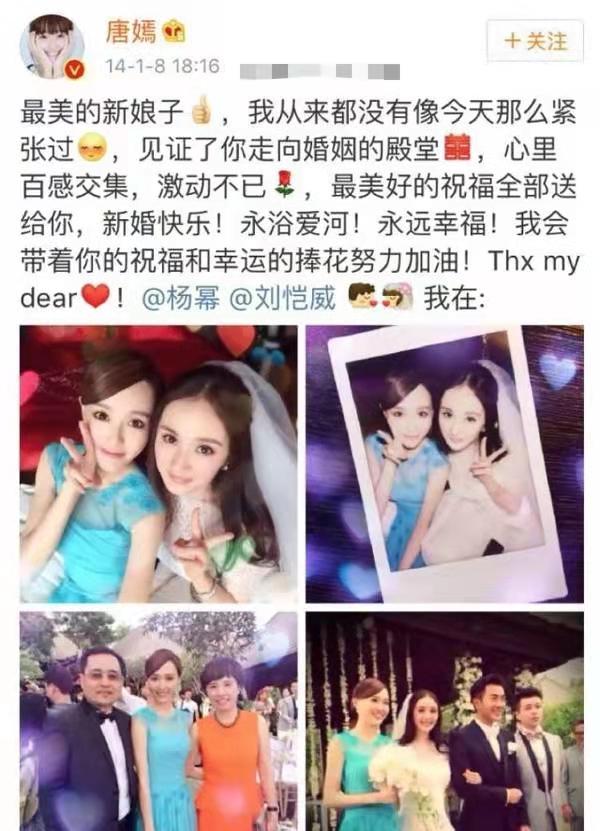 唐嫣
14-1-8 18:16
+关注
最美的新娘子👍，我从来都没有像今天那么紧
张过😊，见证了你走向婚姻的殿堂囍，心里
百感交集，激动不已🌹，最美好的祝福全部送
给你，新婚快乐！永浴爱河！永远幸福！我会
带着你的祝福和幸运的捧花努力加油！Thx my
dear❤️！@杨幂 @刘恺威 我在: